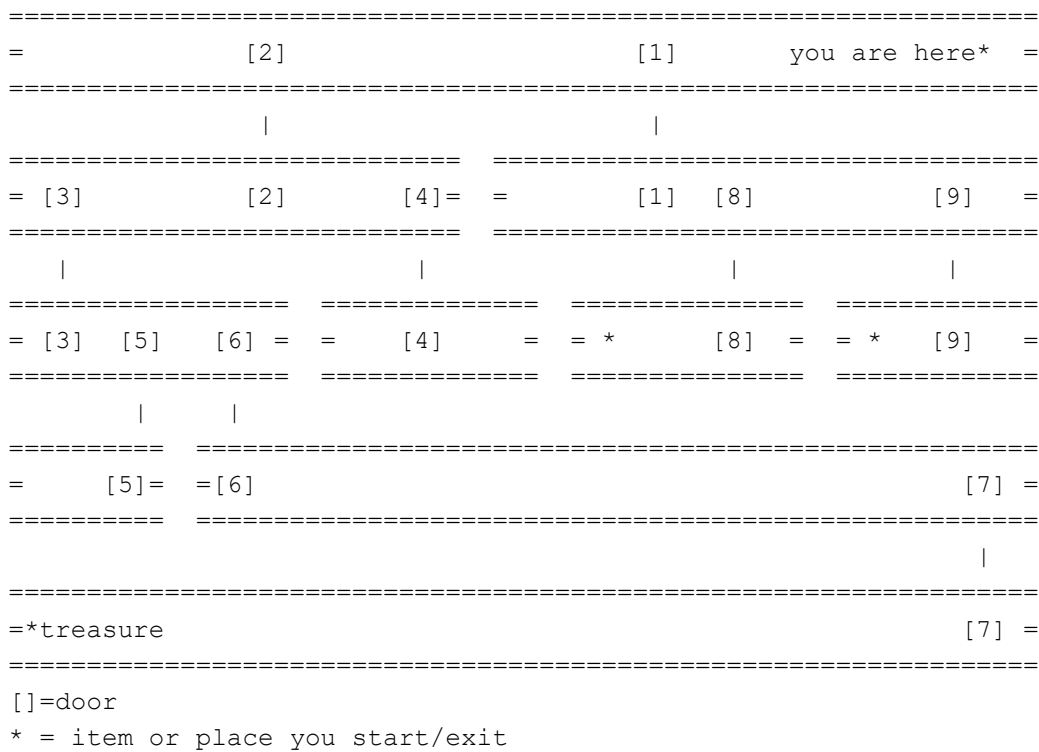 ==================================================================
=              [2]                      [1]       you are here*  =
==================================================================
                |                        |
=============================  ===================================
= [3]          [2]       [4]=  =        [1]  [8]           [9]   =
=============================  ===================================
   |                      |                   |             |
==================  ==============  ===============  =============
= [3]  [5]   [6] =  =    [4]     =  = *      [8]  =  = *  [9]   =
==================  ==============  ===============  =============
        |     |
==========  ======================================================
=     [5]=  =[6]                                             [7] =
==========  ======================================================
                                                              |
==================================================================
=*treasure                                                   [7] =
==================================================================
[]=door
* = item or place you start/exit